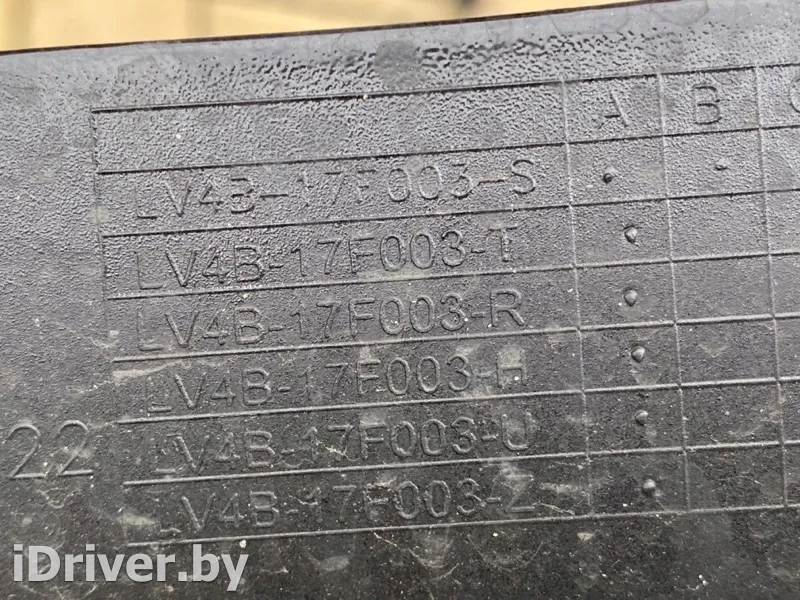 A B
LV4B-17F003-S
LV4B-17F003-T
LV4B-17F003-R
LV4B-17F003-H
22 LV4B-17F003-U
LV4B-17F003-Z
iDriver.by